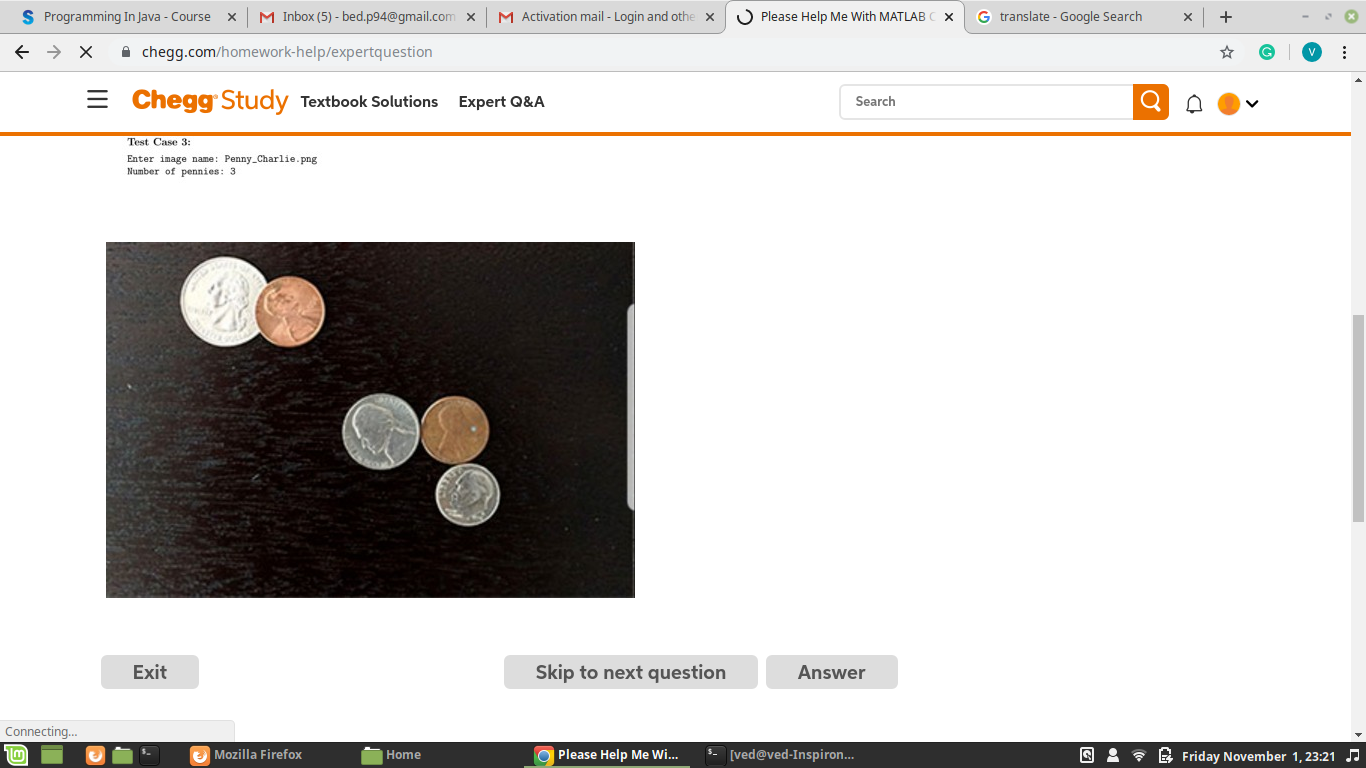 Programming In Java - Course
Inbox (5) - bed.p94@gmail.com
Activation mail - Login and othe
Please Help Me With MATLAB C
translate - Google Search
chegg.com/homework-help/expertquestion
V
Chegg Study
Textbook Solutions
Expert Q&A
Search
Test Case 3:
Enter image name: Penny_Charlie.png
Number of pennies: 3
Exit
Skip to next question
Answer
Connecting...
Mozilla Firefox
Home
Please Help Me Wi...
[ved@ved-Inspiron...
Friday November 1, 23:21